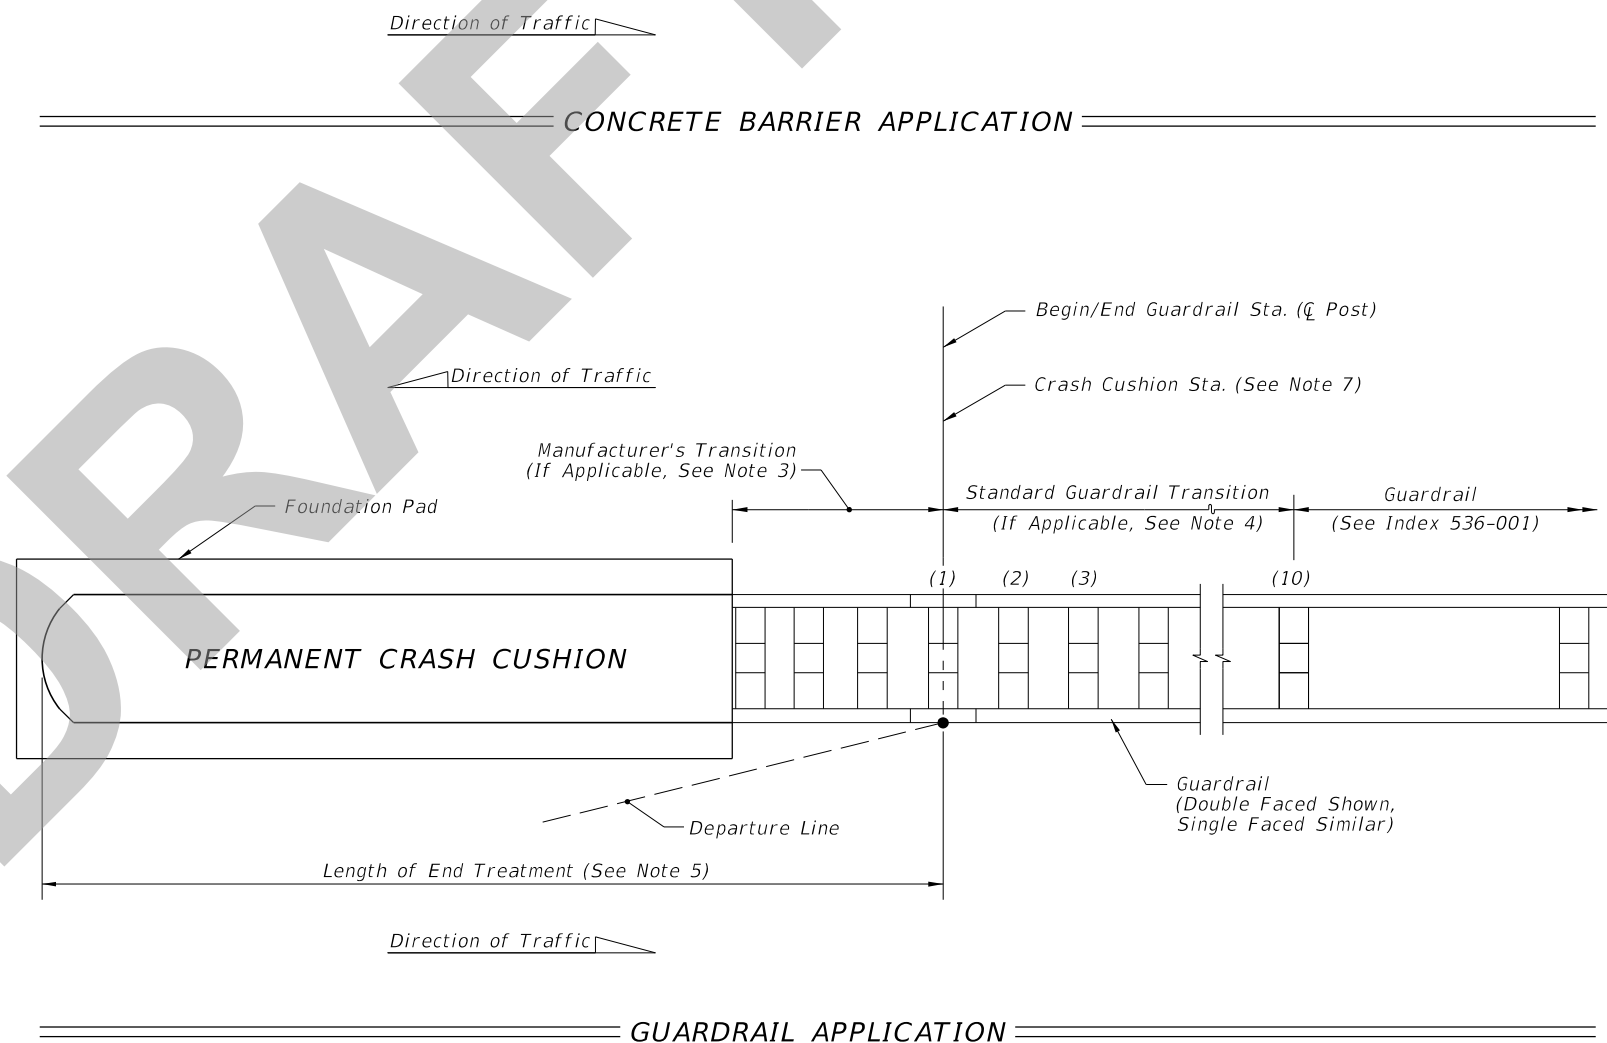 Direction of Traffic
CONCRETE BARRIER APPLICATION
Begin/End Guardrail Sta. (℄ Post)
Direction of Traffic
Crash Cushion Sta. (See Note 7)
Manufacturer's Transition
(If Applicable, See Note 3)
Standard Guardrail Transition
(If Applicable, See Note 4)
Guardrail
(See Index 536-001)
Foundation Pad
(1) (2) (3) (10)
PERMANENT CRASH CUSHION
Guardrail
(Double Faced Shown,
Single Faced Similar)
Departure Line
Length of End Treatment (See Note 5)
Direction of Traffic
GUARDRAIL APPLICATION
DRAFT